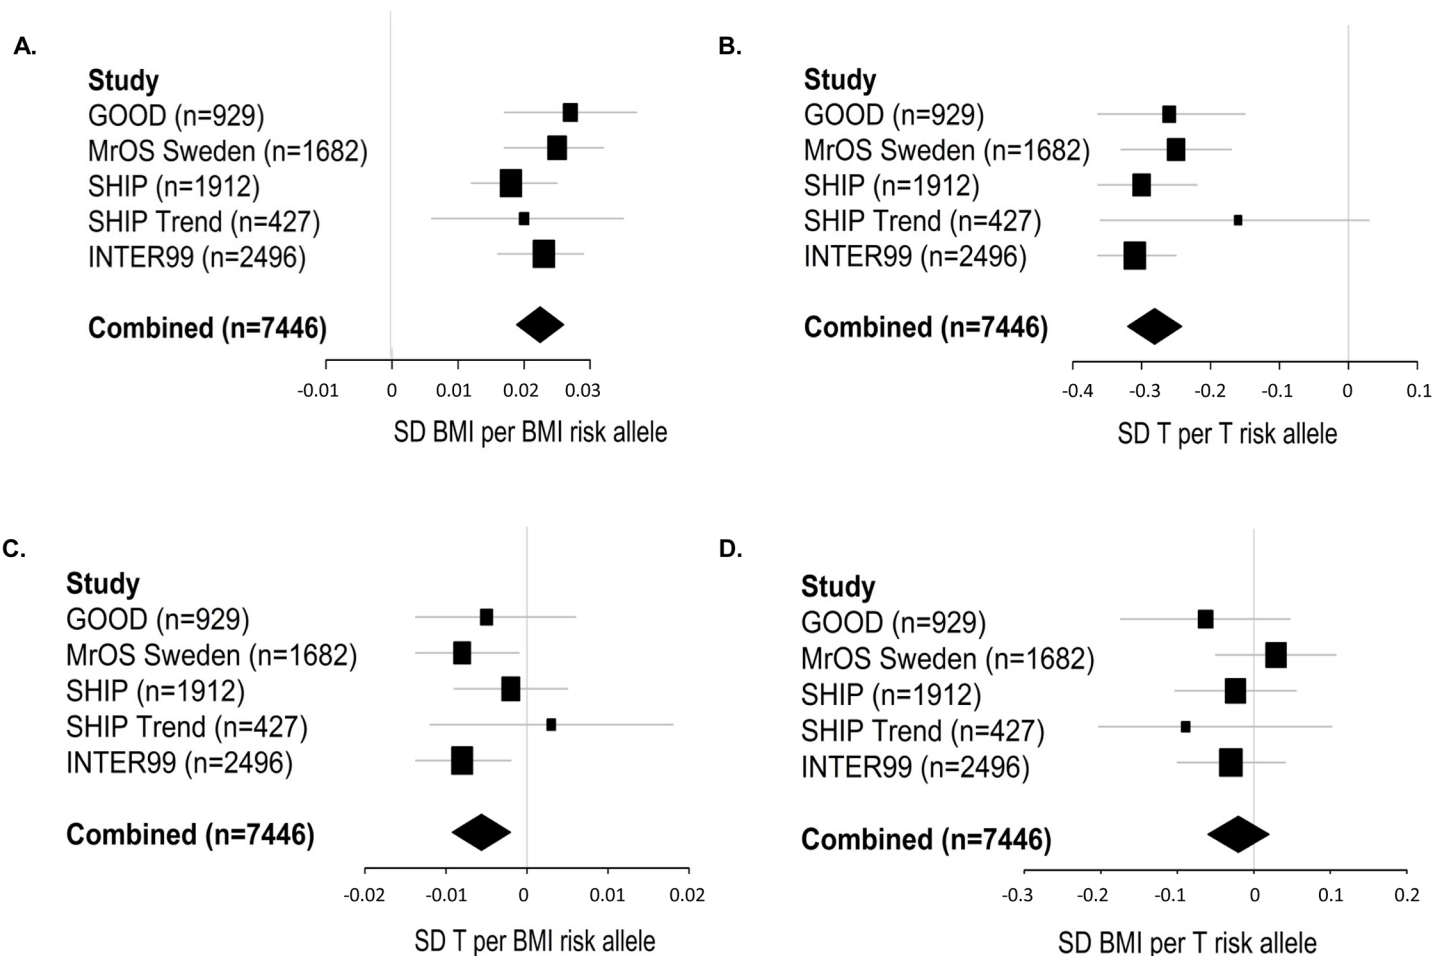 A.
Study
GOOD (n=929)
MrOS Sweden (n=1682)
SHIP (n=1912)
SHIP Trend (n=427)
INTER99 (n=2496)
Combined (n=7446)
-0.01 0 0.01 0.02 0.03
SD BMI per BMI risk allele
B.
Study
GOOD (n=929)
MrOS Sweden (n=1682)
SHIP (n=1912)
SHIP Trend (n=427)
INTER99 (n=2496)
Combined (n=7446)
-0.4 -0.3 -0.2 -0.1 0 0.1
SD T per T risk allele
C.
Study
GOOD (n=929)
MrOS Sweden (n=1682)
SHIP (n=1912)
SHIP Trend (n=427)
INTER99 (n=2496)
Combined (n=7446)
-0.02 -0.01 0 0.01 0.02
SD T per BMI risk allele
D.
Study
GOOD (n=929)
MrOS Sweden (n=1682)
SHIP (n=1912)
SHIP Trend (n=427)
INTER99 (n=2496)
Combined (n=7446)
-0.3 -0.2 -0.1 0 0.1 0.2
SD BMI per T risk allele